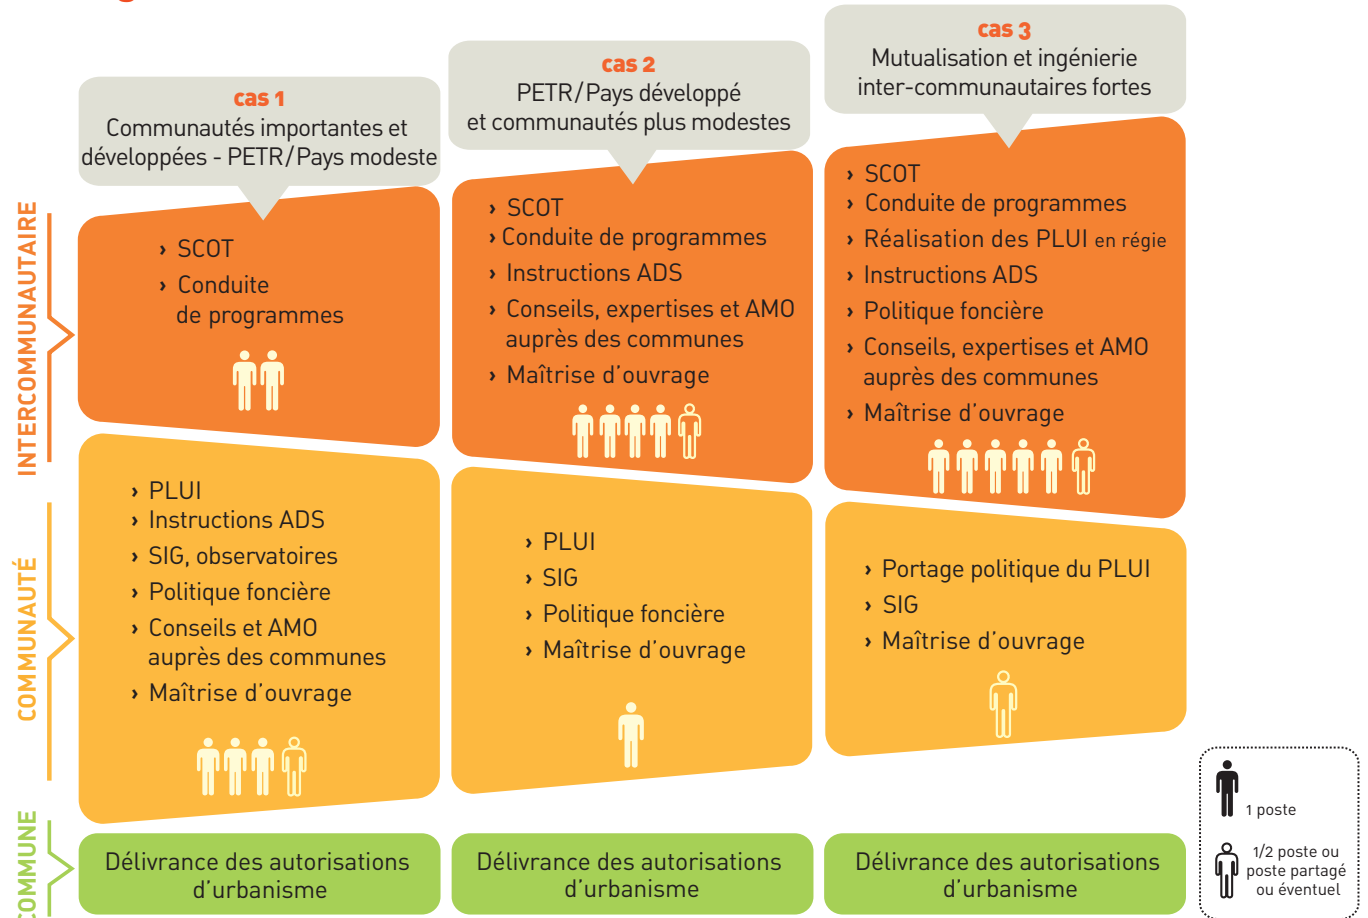 cas 1
Communautés importantes et
développées - PETR/Pays modeste
cas 2
PETR/Pays développé
et communautés plus modestes
cas 3
Mutualisation et ingénierie
inter-communautaires fortes
INTERCOMMUNAUTAIRE
› SCOT
› Conduite
de programmes
› SCOT
› Conduite de programmes
› Instructions ADS
› Conseils, expertises et AMO
auprès des communes
› Maîtrise d'ouvrage
› SCOT
› Conduite de programmes
› Réalisation des PLUI en régie
› Instructions ADS
› Politique foncière
› Conseils, expertises et AMO
auprès des communes
› Maîtrise d'ouvrage
COMMUNAUTÉ
› PLUI
› Instructions ADS
› SIG, observatoires
› Politique foncière
› Conseils et AMO
auprès des communes
› Maîtrise d'ouvrage
› PLUI
› SIG
› Politique foncière
› Maîtrise d'ouvrage
› Portage politique du PLUI
› SIG
› Maîtrise d'ouvrage
COMMUNE
Délivrance des autorisations
d'urbanisme
Délivrance des autorisations
d'urbanisme
Délivrance des autorisations
d'urbanisme
1 poste
1/2 poste ou
poste partagé
ou éventuel